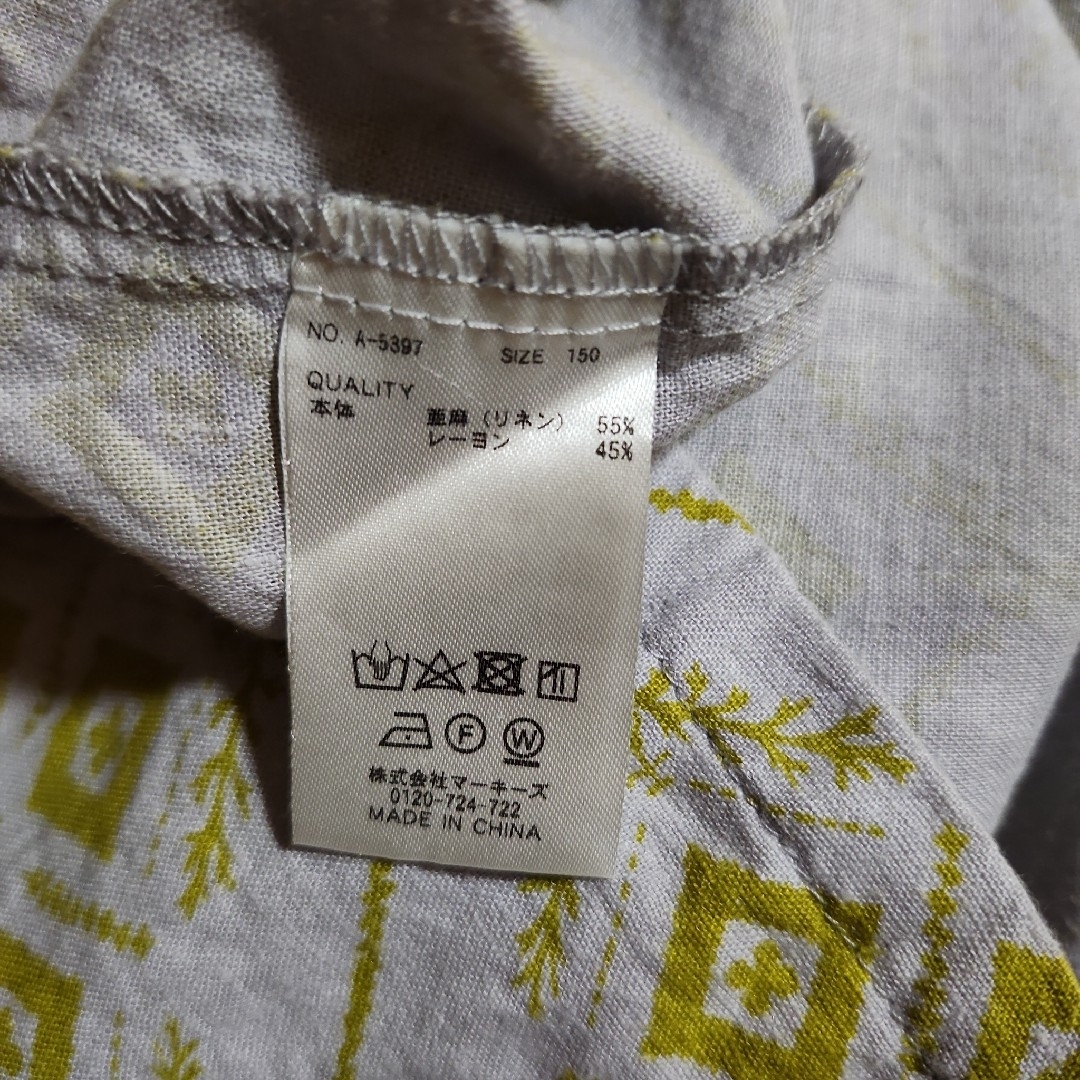 NO. A-5397 SIZE 150
QUALITY
本体 亜麻 (リネン) 55%
レーヨン 45%
F W
株式会社マーキーズ
0120-724-722
MADE IN CHINA